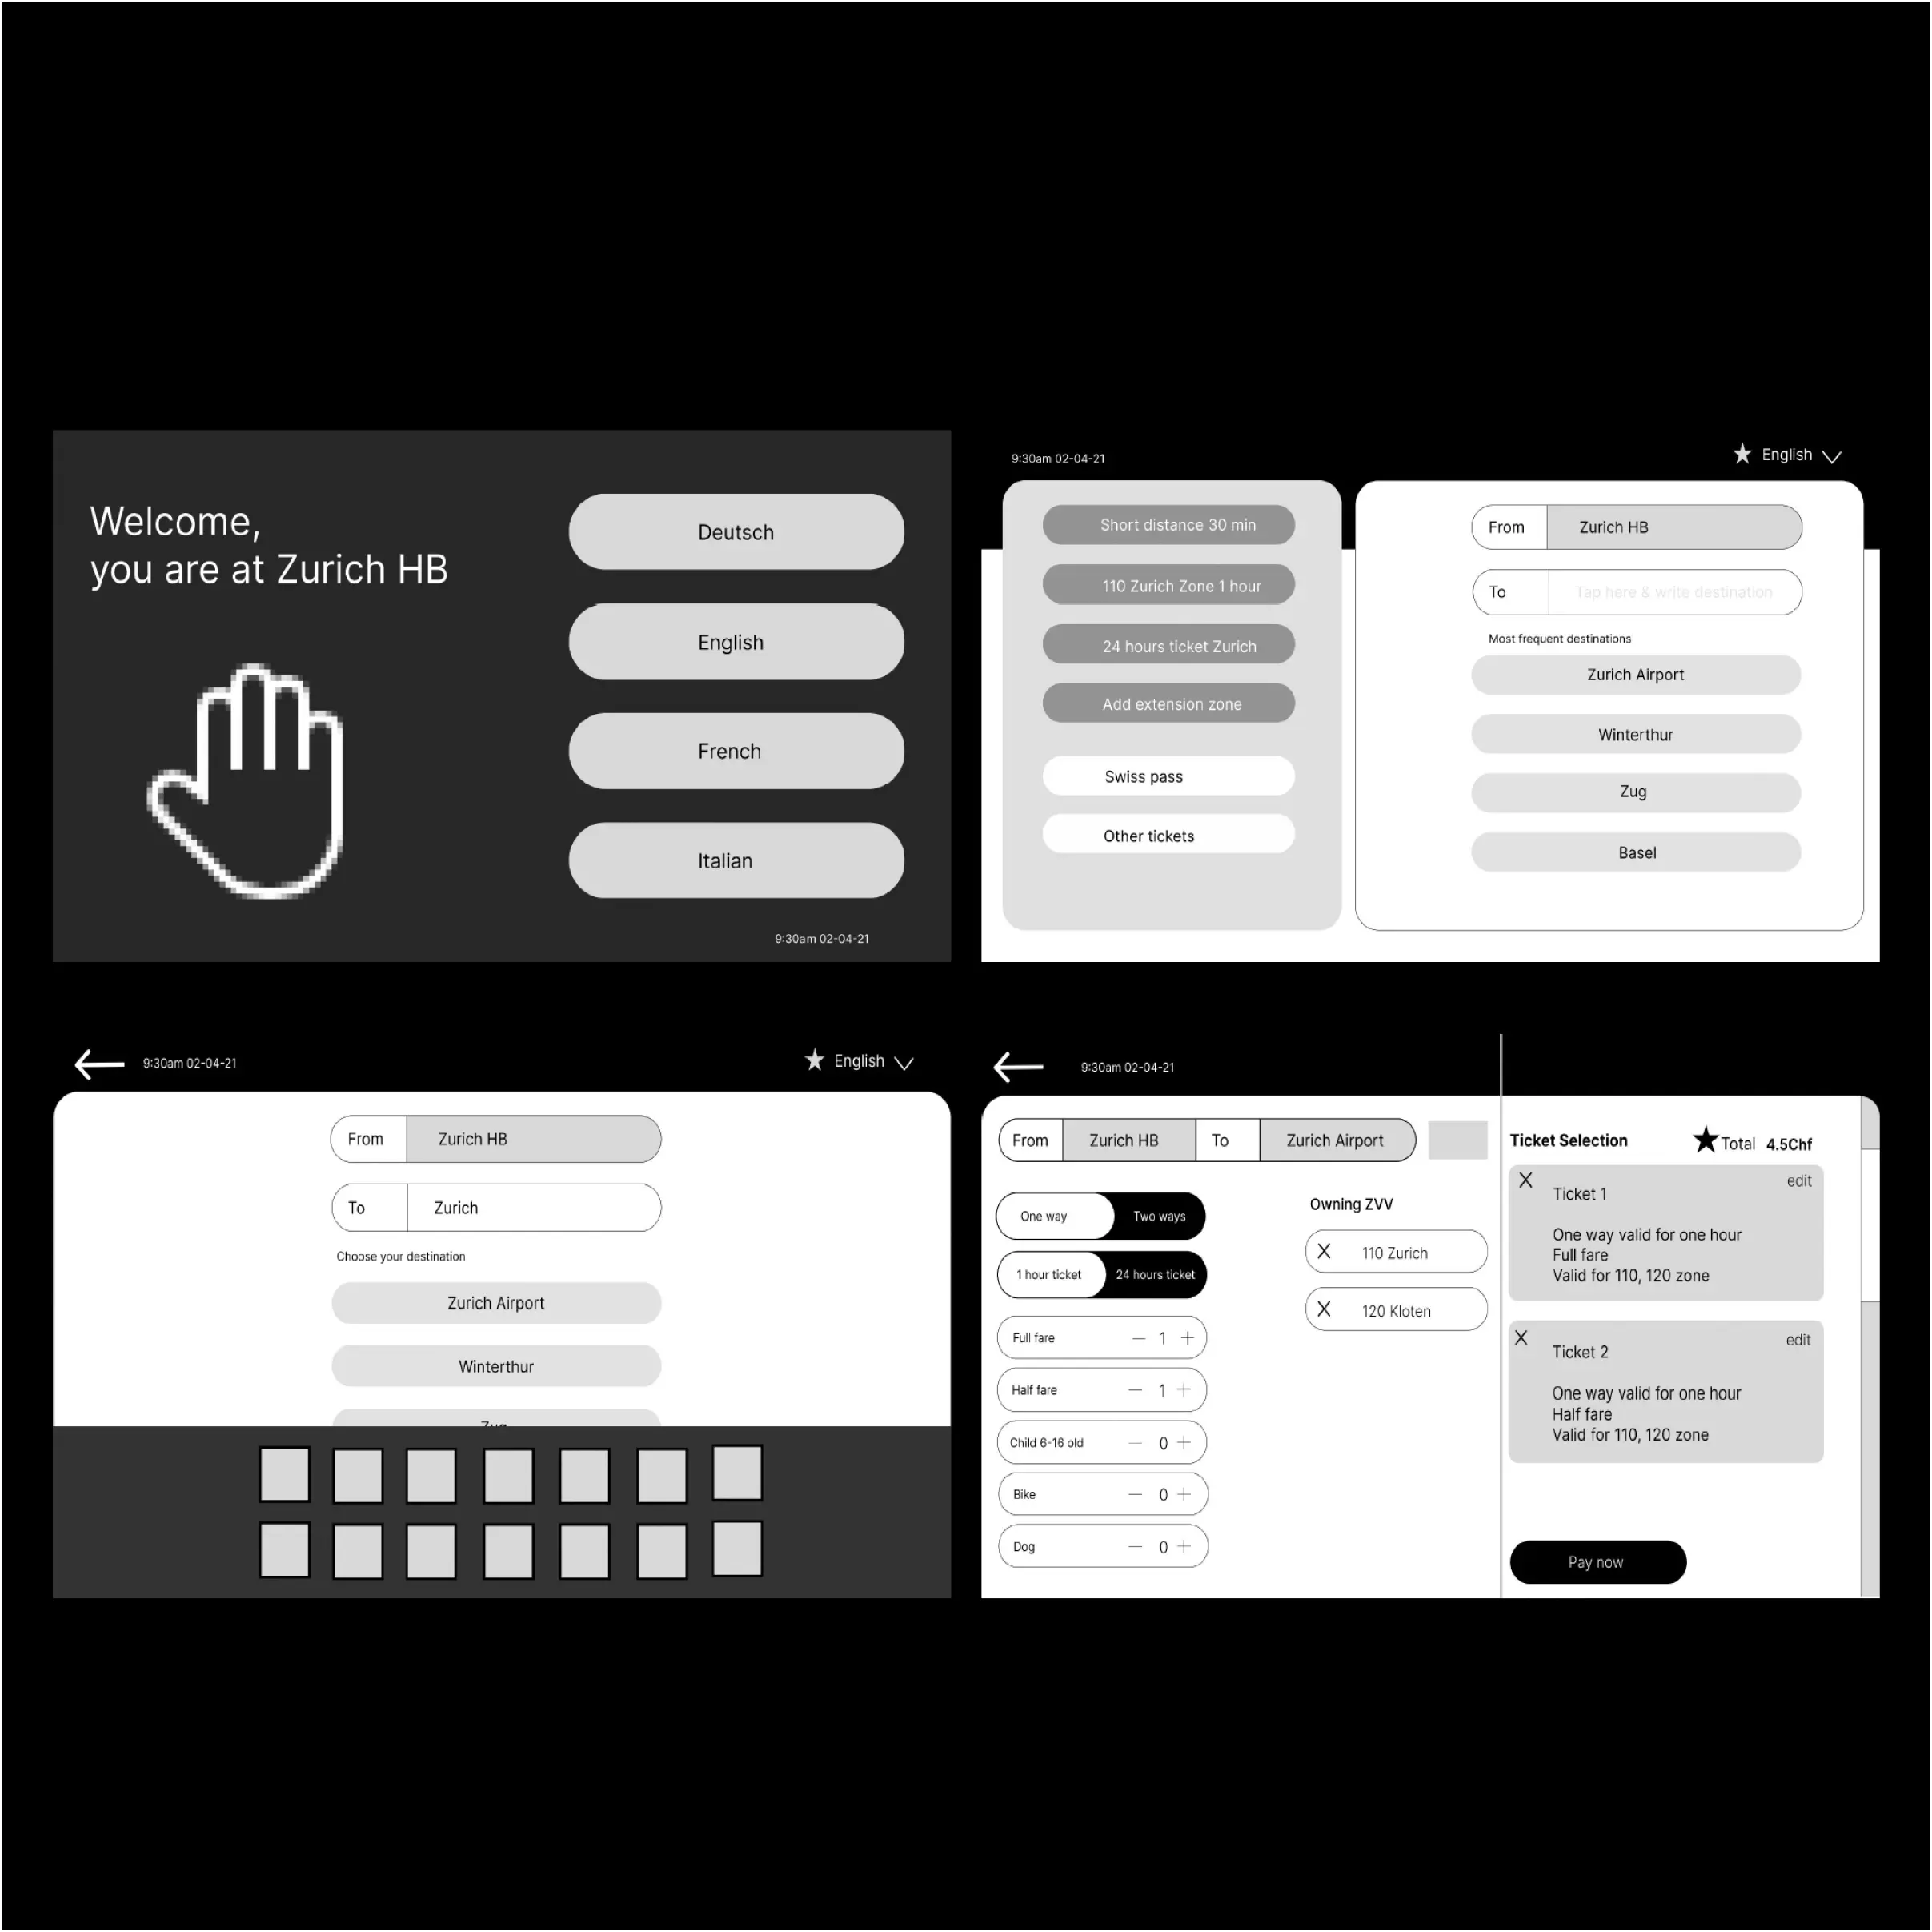 Welcome,
you are at Zurich HB
Deutsch
English
French
Italian
9:30am 02-04-21
9:30am 02-04-21
English
Short distance 30 min
110 Zurich Zone 1 hour
24 hours ticket Zurich
Add extension zone
Swiss pass
Other tickets
From Zurich HB
To Tap here & write destination
Most frequent destinations
Zurich Airport
Winterthur
Zug
Basel
9:30am 02-04-21
English
From Zurich HB
To Zurich
Choose your destination
Zurich Airport
Winterthur
Zug
9:30am 02-04-21
From Zurich HB To Zurich Airport
One way Two ways
1 hour ticket 24 hours ticket
Full fare — 1 +
Half fare — 1 +
Child 6-16 old — 0 +
Bike — 0 +
Dog — 0 +
Owning ZVV
X 110 Zurich
X 120 Kloten
Ticket Selection
Total 4.5Chf
X edit
Ticket 1
One way valid for one hour
Full fare
Valid for 110, 120 zone
X edit
Ticket 2
One way valid for one hour
Half fare
Valid for 110, 120 zone
Pay now